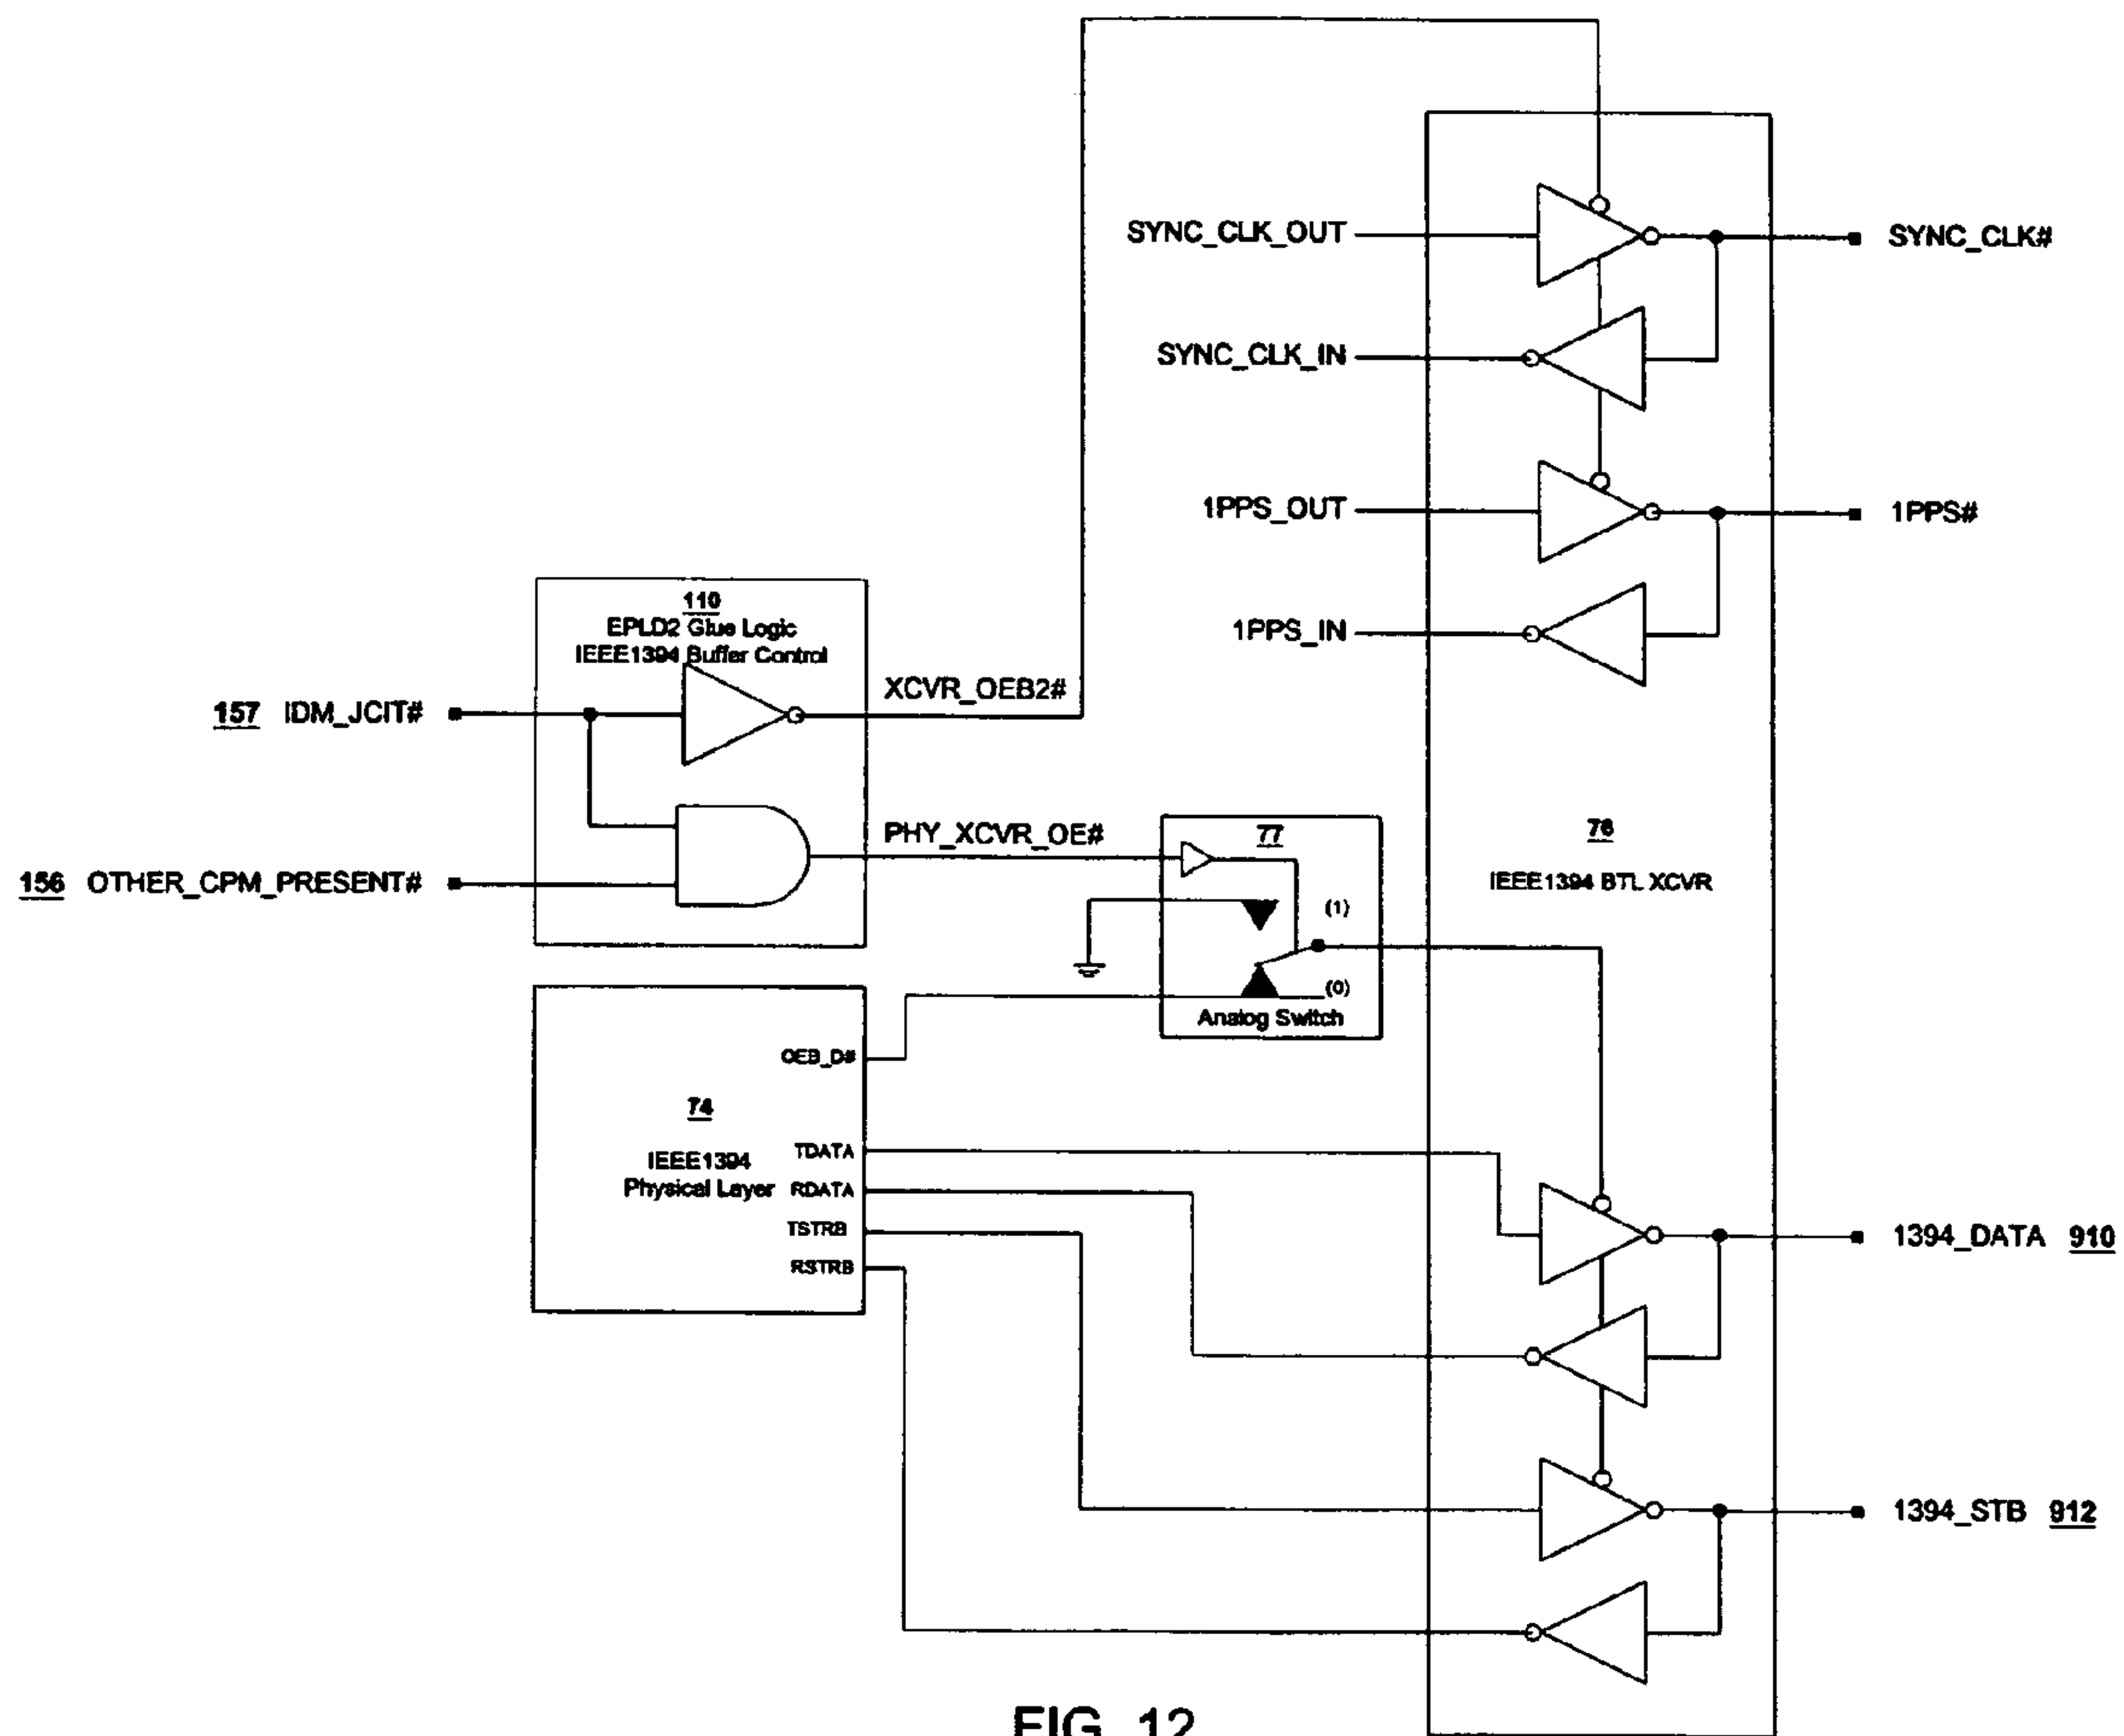 SYNC_CLK_OUT
SYNC_CLK#
SYNC_CLK_IN
1PPS_OUT
1PPS#
1PPS_IN
110
EPLD2 Glue Logic
IEEE1394 Buffer Control
XCVR_OEB2#
157 IDM_JCIT#
PHY_XCVR_OE#
156 OTHER_CPM_PRESENT#
77
(1)
(0)
Analog Switch
76
IEEE1394 BTL XCVR
OEB_D#
74
IEEE1394
Physical Layer
TDATA
RDATA
TSTRB
RSTRB
1394_DATA 910
1394_STB 912
FIG. 12